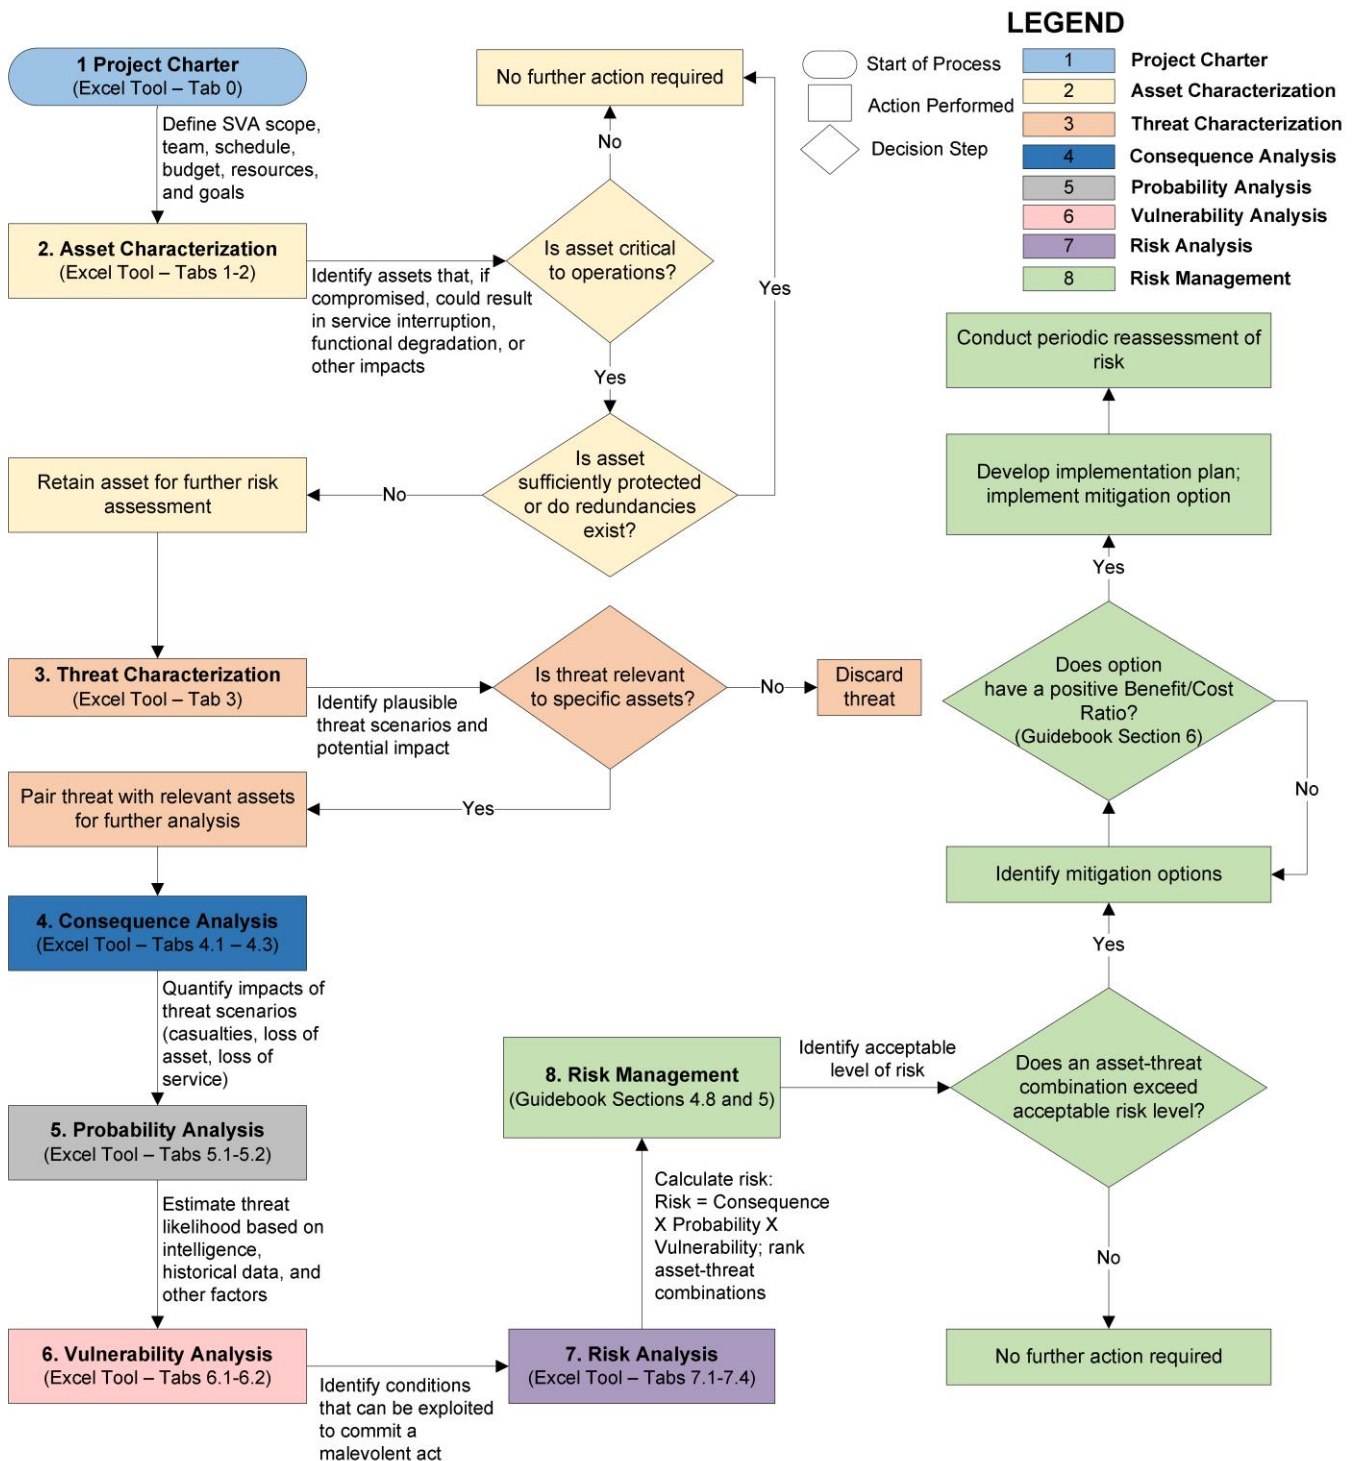 LEGEND
Start of Process
Action Performed
Decision Step
1 Project Charter
2 Asset Characterization
3 Threat Characterization
4 Consequence Analysis
5 Probability Analysis
6 Vulnerability Analysis
7 Risk Analysis
8 Risk Management
1 Project Charter
(Excel Tool – Tab 0)
Define SVA scope,
team, schedule,
budget, resources,
and goals
2. Asset Characterization
(Excel Tool – Tabs 1-2)
Identify assets that, if
compromised, could result
in service interruption,
functional degradation, or
other impacts
Is asset critical
to operations?
No
No further action required
Yes
Is asset
sufficiently protected
or do redundancies
exist?
Yes
No
Retain asset for further risk
assessment
3. Threat Characterization
(Excel Tool – Tab 3)
Identify plausible
threat scenarios and
potential impact
Is threat relevant
to specific assets?
No
Discard
threat
Yes
Pair threat with relevant assets
for further analysis
4. Consequence Analysis
(Excel Tool – Tabs 4.1 – 4.3)
Quantify impacts of
threat scenarios
(casualties, loss of
asset, loss of
service)
5. Probability Analysis
(Excel Tool – Tabs 5.1-5.2)
Estimate threat
likelihood based on
intelligence,
historical data, and
other factors
6. Vulnerability Analysis
(Excel Tool – Tabs 6.1-6.2)
Identify conditions
that can be exploited
to commit a
malevolent act
7. Risk Analysis
(Excel Tool – Tabs 7.1-7.4)
Calculate risk:
Risk = Consequence
X Probability X
Vulnerability; rank
asset-threat
combinations
8. Risk Management
(Guidebook Sections 4.8 and 5)
Identify acceptable
level of risk
Does an asset-threat
combination exceed
acceptable risk level?
No
No further action required
Yes
Identify mitigation options
Does option
have a positive Benefit/Cost
Ratio?
(Guidebook Section 6)
No
Yes
Develop implementation plan;
implement mitigation option
Conduct periodic reassessment of
risk